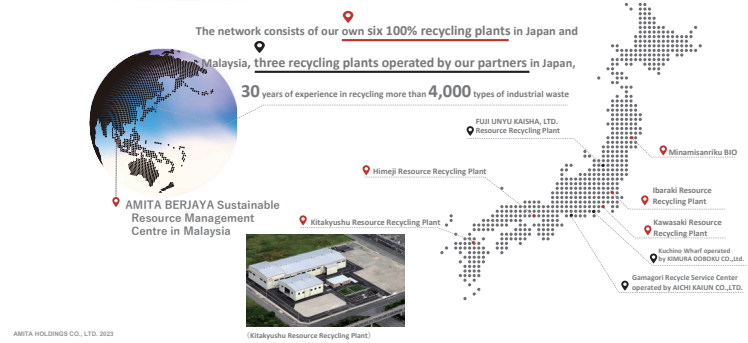 The network consists of our own six 100% recycling plants in Japan and
Malaysia, three recycling plants operated by our partners in Japan,
30 years of experience in recycling more than 4,000 types of industrial waste
FUJI UNYU KAISHA, LTD.
Resource Recycling Plant
Minamisanriku BIO
Himeji Resource Recycling Plant
Ibaraki Resource
Recycling Plant
AMITA BERJAYA Sustainable
Resource Management
Centre in Malaysia
Kitakyushu Resource Recycling Plant
Kawasaki Resource
Recycling Plant
Kuchino Wharf operated
by KIMURA DOBOKU CO.,Ltd.
Gamagori Recycle Service Center
operated by AICHI KAIUN CO.,LTD.
AMITA HOLDINGS CO., LTD. 2023
（Kitakyushu Resource Recycling Plant）